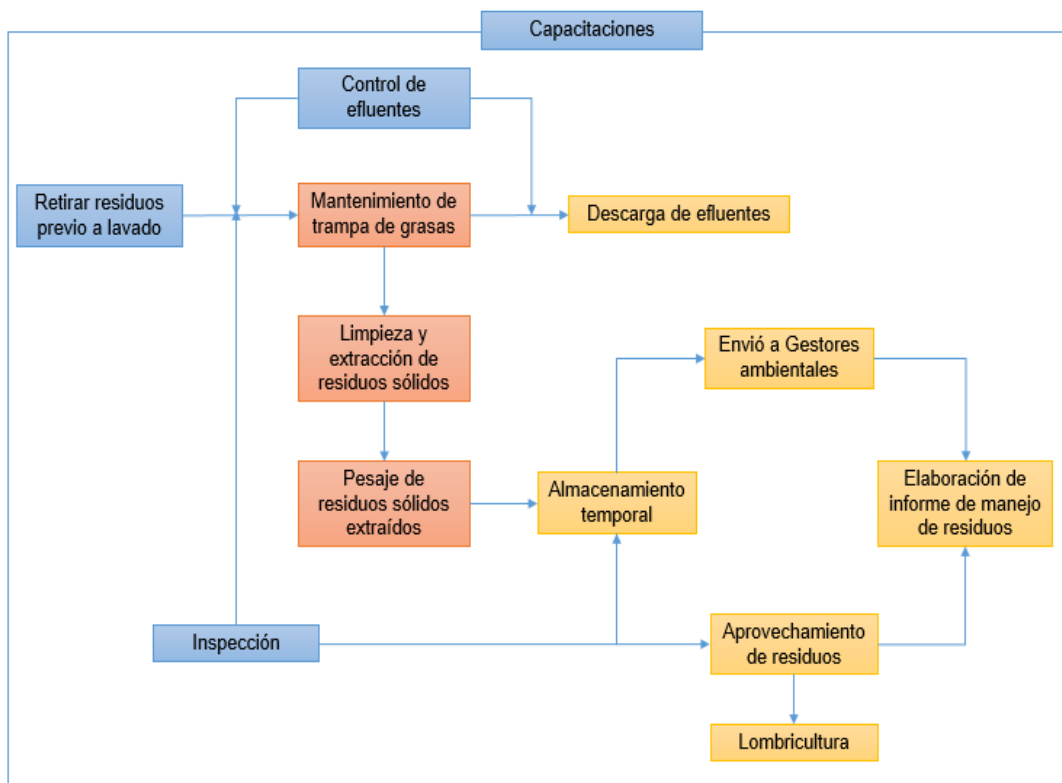 Capacitaciones
Control de
efluentes
Retirar residuos
previo a lavado
Mantenimiento de
trampa de grasas
Descarga de efluentes
Limpieza y
extracción de
residuos sólidos
Envió a Gestores
ambientales
Pesaje de
residuos sólidos
extraídos
Almacenamiento
temporal
Elaboración de
informe de manejo
de residuos
Inspección
Aprovechamiento
de residuos
Lombricultura